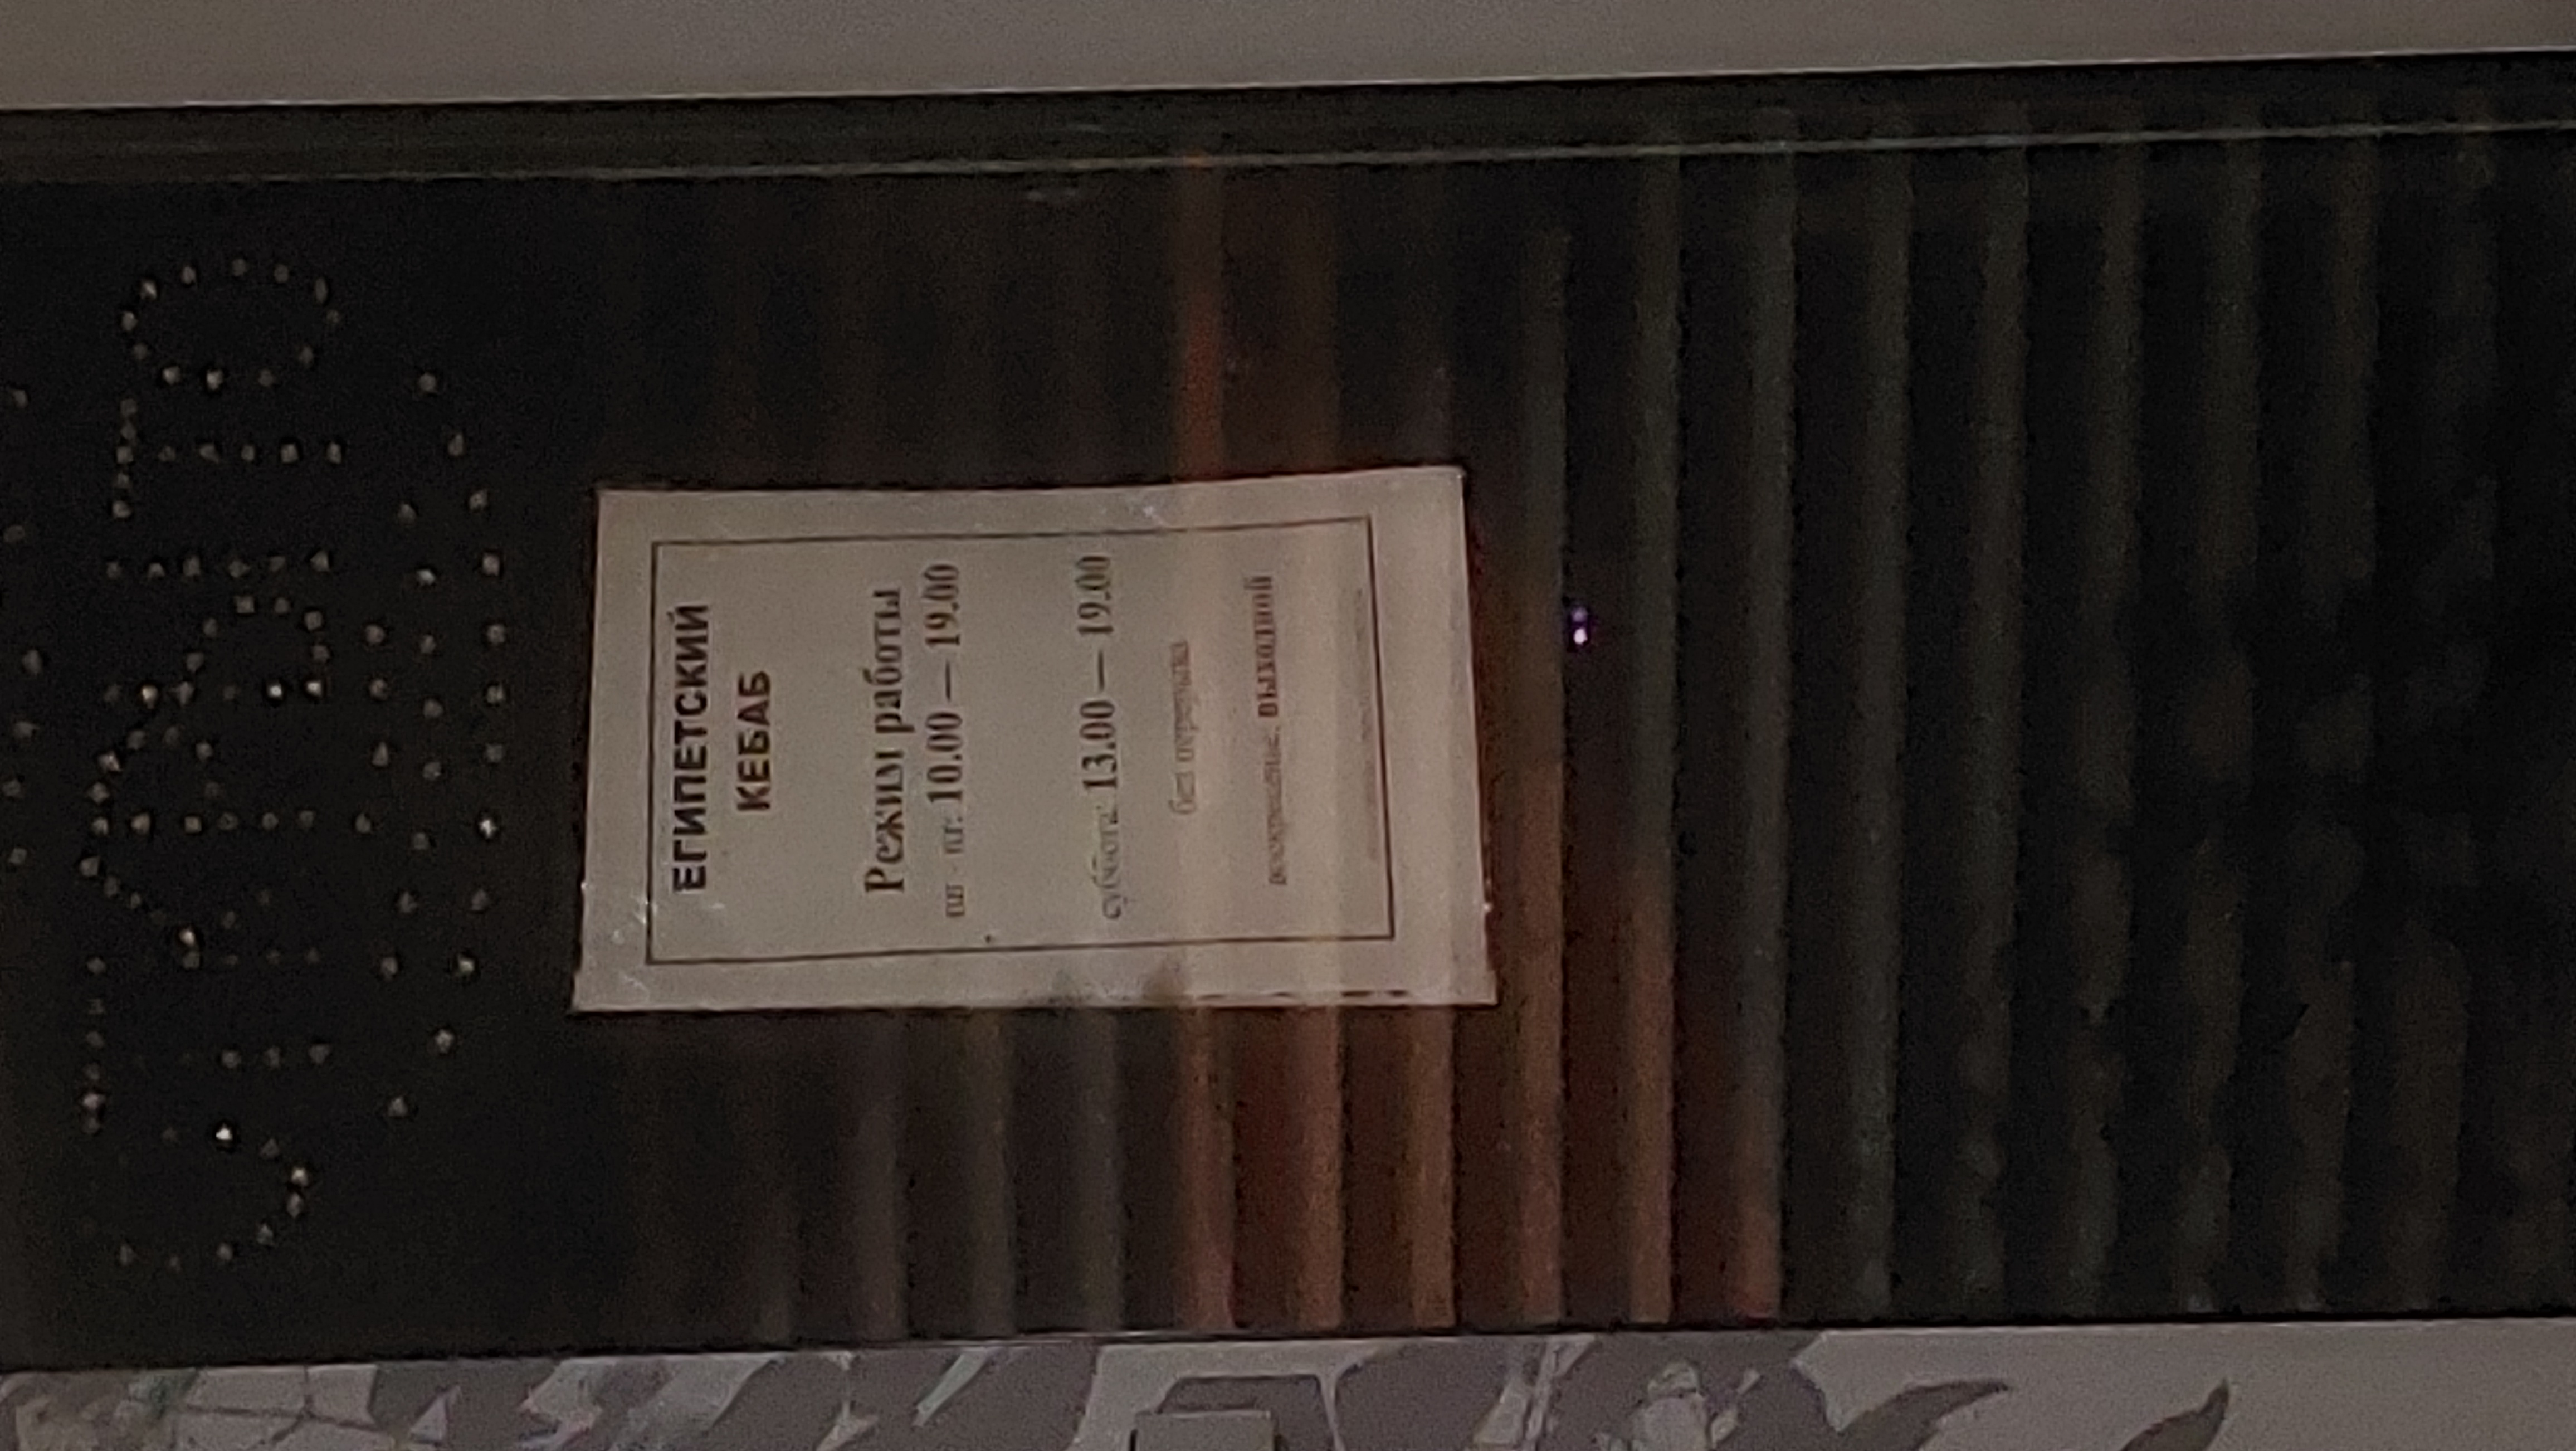 ЕГИПЕТСКИЙ
КЕБАБ
Режим работы
пн - пт: 10.00 — 19.00
суббота: 13.00 — 19.00
без перерыва
воскресенье: выходной